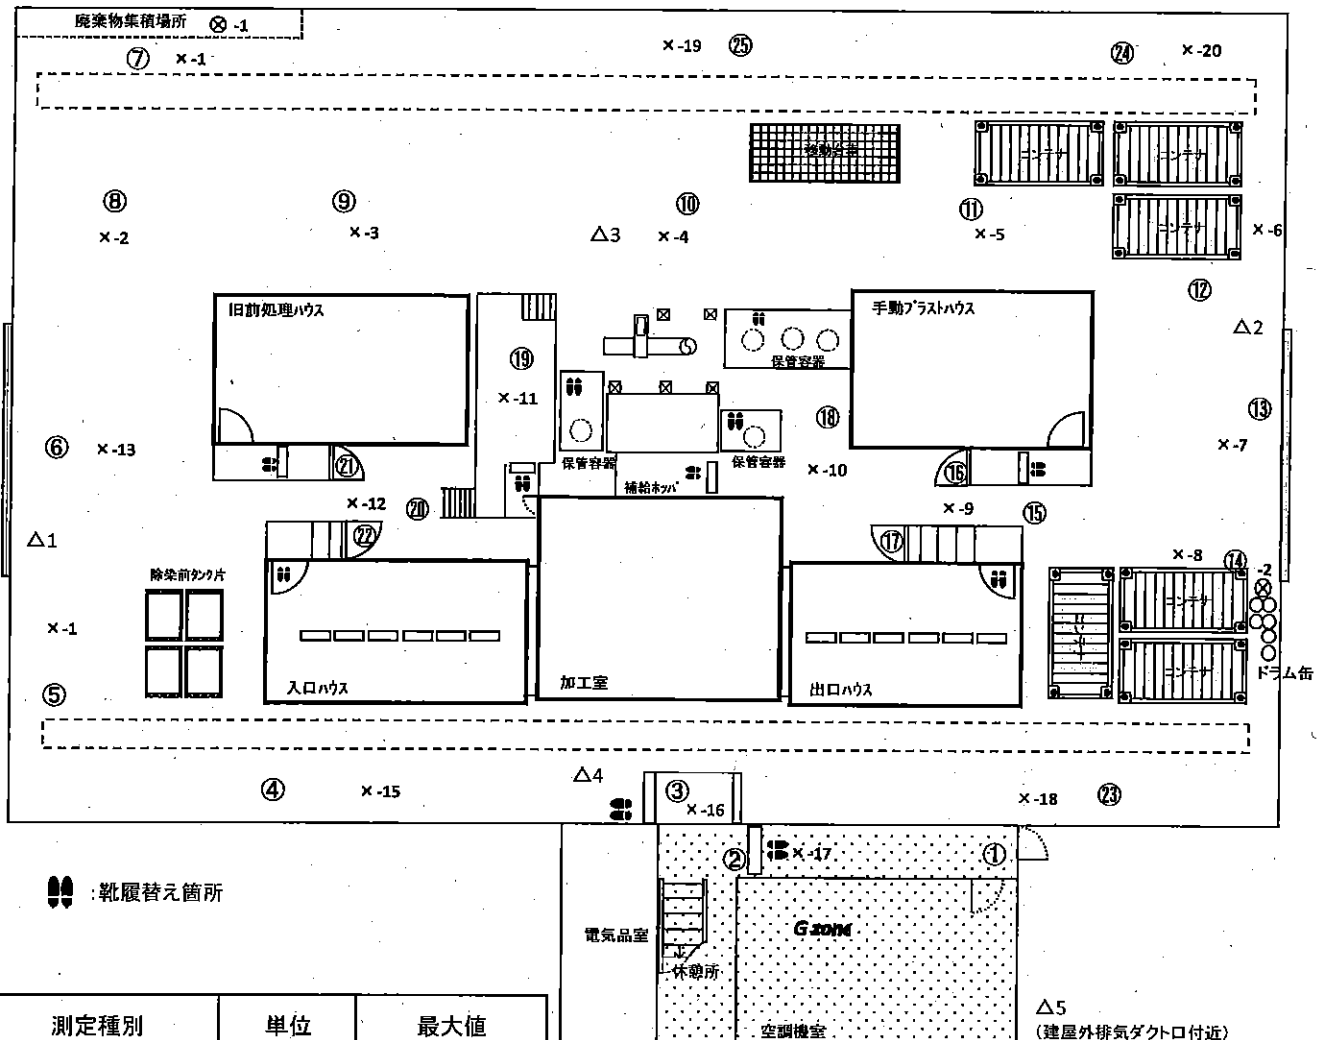 廃棄物集積場所 ⊗ -1
⑦ × -1
× -19 ㉕
㉔ × -20
移動台車
コンテナ
コンテナ
コンテナ
⑧
× -2
⑨
× -3
△3
⑩
× -4
⑪
× -5
× -6
⑫
△2
旧前処理ハウス
⑲
× -11
保管容器
手動ブラストハウス
⑱
⑬
× -7
⑥ × -13
㉑
保管容器
保管容器
補給ホッパ
× -10
⑯
× -12
⑳
㉒
× -9
⑮
⑰
△1
× -8
⑭
-2
除染前タンク片
コンテナ
コンテナ
コンテナ
ドラム缶
× -1
⑤
入口ハウス
加工室
出口ハウス
④
× -15
△4
③
× -16
× -18
㉓
②
× -17
①
:靴履替え箇所
電気品室
G zone
休憩所
空調機室
△5
(建屋外排気ダクト口付近)
測定種別 単位 最大値